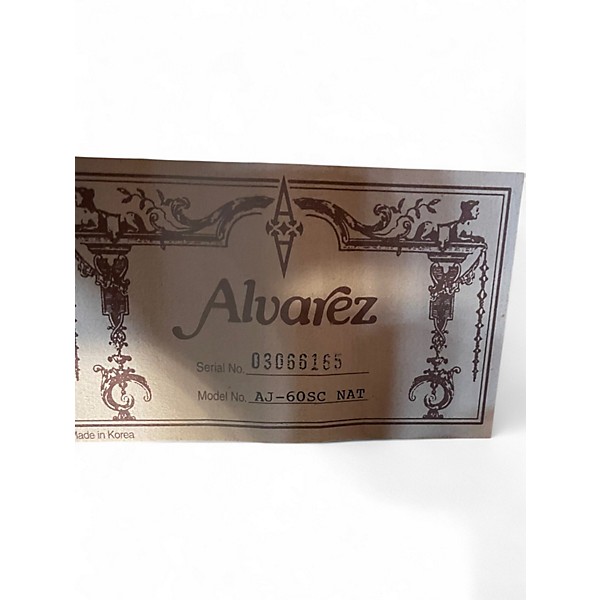 Alvarez
Serial No. 03066165
Model No. AJ-60SC NAT
Made in Korea